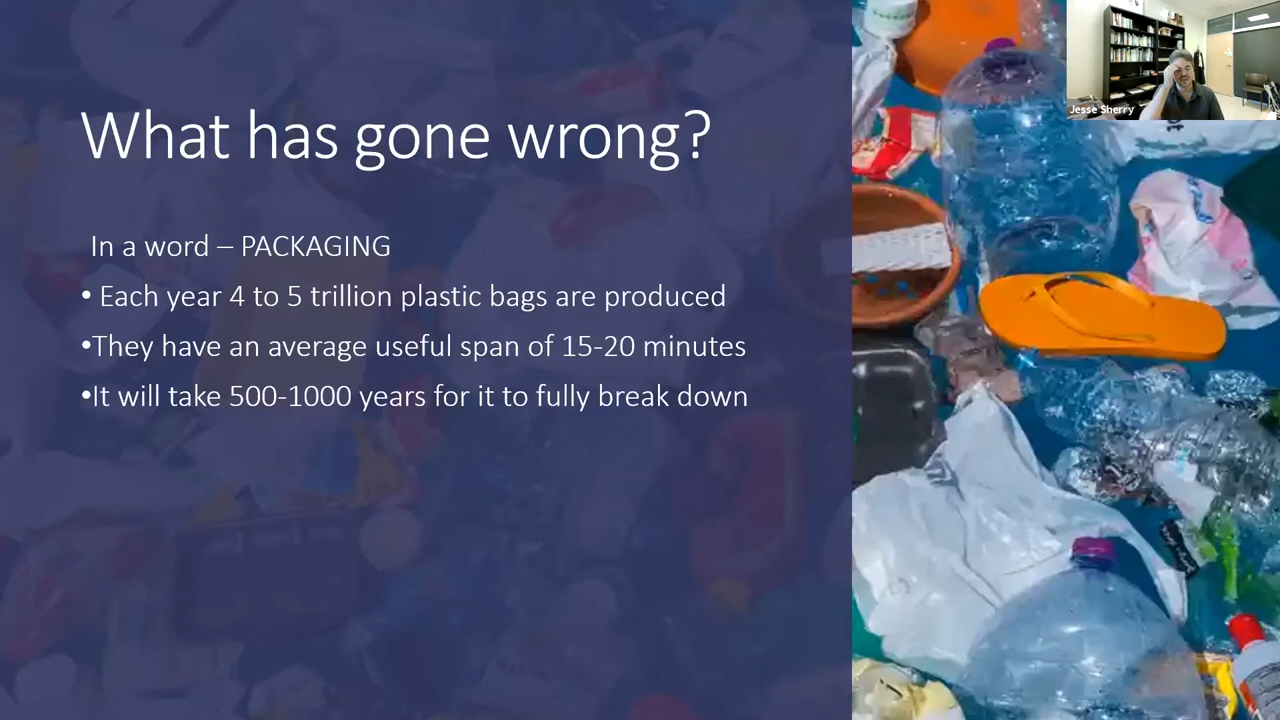 What has gone wrong?
In a word – PACKAGING
• Each year 4 to 5 trillion plastic bags are produced
•They have an average useful span of 15-20 minutes
•It will take 500-1000 years for it to fully break down
Jesse Sherry